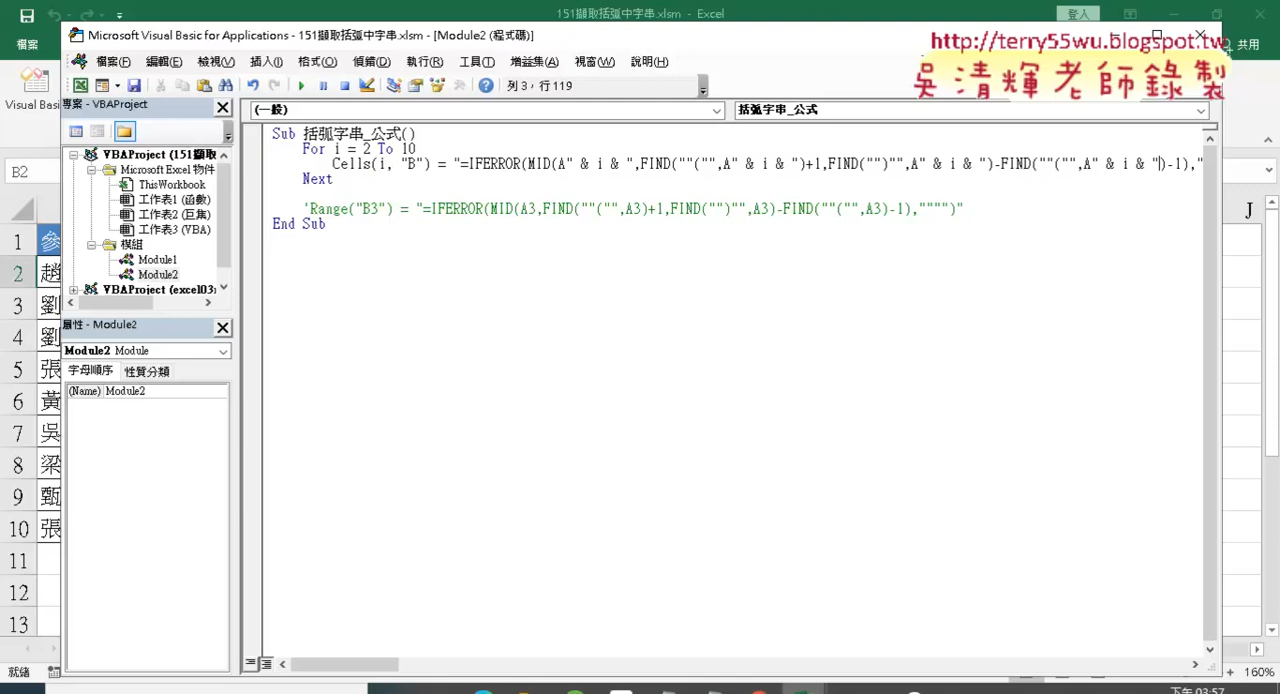 151擷取括弧中字串.xlsm - Excel
登入
檔案
共用
Microsoft Visual Basic for Applications - 151擷取括弧中字串.xlsm - [Module2 (程式碼)]
http://terry55wu.blogspot.tw
吳清輝老師錄製
檔案(F) 編輯(E) 檢視(V) 插入(I) 格式(O) 偵錯(D) 執行(R) 工具(T) 增益集(A) 視窗(W) 說明(H)
列 3, 行 119
Visual Basi
專案 - VBAProject
(一般)
括弧字串_公式
VBAProject (151擷取
Microsoft Excel 物件
ThisWorkbook
工作表1 (函數)
工作表2 (巨集)
工作表3 (VBA)
模組
Module1
Module2
VBAProject (excel03
屬性 - Module2
Module2 Module
字母順序 性質分類
(Name) Module2
Sub 括弧字串_公式()
For i = 2 To 10
Cells(i, "B") = "=IFERROR(MID(A" & i & ",FIND(""("",A" & i & ")+1,FIND("")"",A" & i & ")-FIND(""("",A" & i & ")-1),"
Next
'Range("B3") = "=IFERROR(MID(A3,FIND(""("",A3)+1,FIND("")"",A3)-FIND(""("",A3)-1),"""")"
End Sub
B2
J
1 參
2 趙
3 劉
4 劉
5 張
6 黃
7 吳
8 梁
9 甄
10 張
11
12
13
就緒
160%
下午 03:57